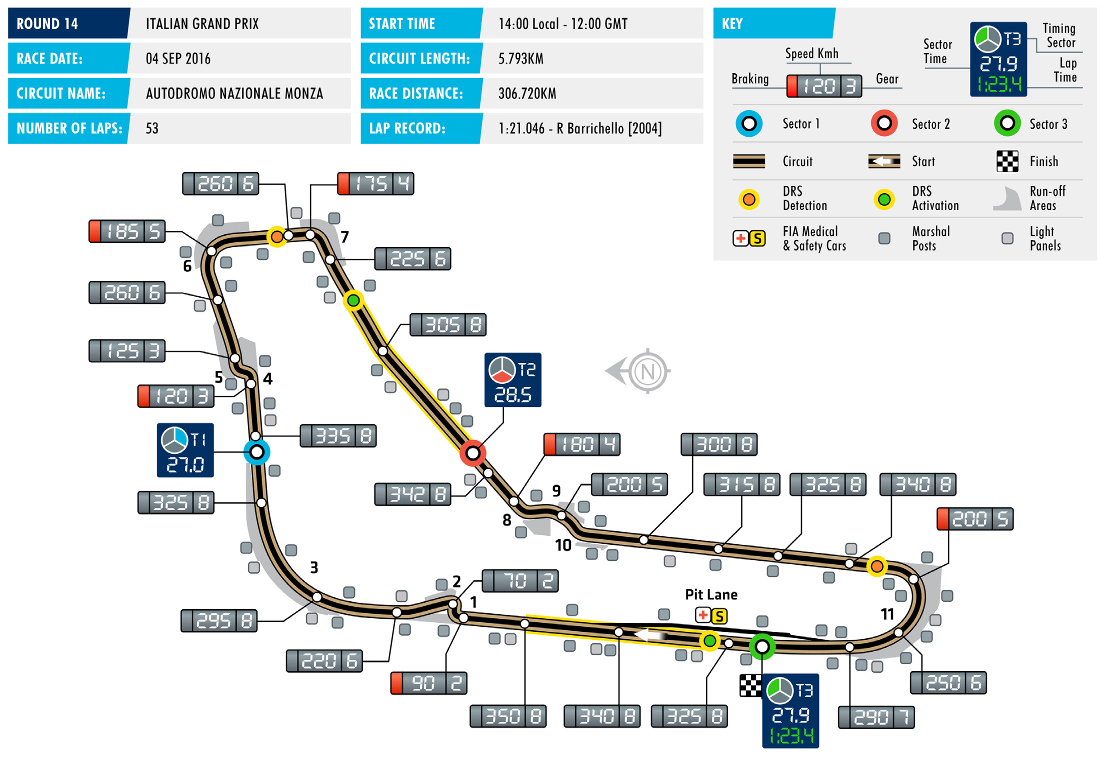 ROUND 14 ITALIAN GRAND PRIX
RACE DATE: 04 SEP 2016
CIRCUIT NAME: AUTODROMO NAZIONALE MONZA
NUMBER OF LAPS: 53
START TIME 14:00 Local - 12:00 GMT
CIRCUIT LENGTH: 5.793KM
RACE DISTANCE: 306.720KM
LAP RECORD: 1:21.046 - R Barrichello [2004]
KEY
Speed Kmh
Braking 120 3 Gear
Sector Time
T3
27.9
1:23.4
Timing Sector
Lap Time
Sector 1
Sector 2
Sector 3
Circuit
Start
Finish
DRS Detection
DRS Activation
Run-off Areas
S
FIA Medical & Safety Cars
Marshal Posts
Light Panels
260 6
175 4
185 5
7
6
225 6
260 6
305 8
125 3
5
4
120 3
N
T2
28.5
335 8
T1
27.0
180 4
300 8
342 8
9
200 5
315 8
325 8
340 8
325 8
8
10
200 5
3
2
70 2
1
Pit Lane
S
11
295 8
220 6
90 2
250 6
350 8
340 8
325 8
T3
27.9
1:23.4
290 7